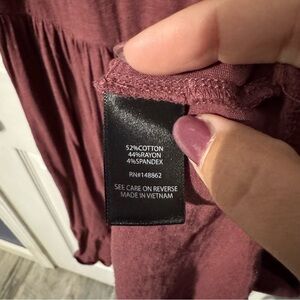 52%COTTON
44%RAYON
4%SPANDEX
RN#148862
SEE CARE ON REVERSE
MADE IN VIETNAM